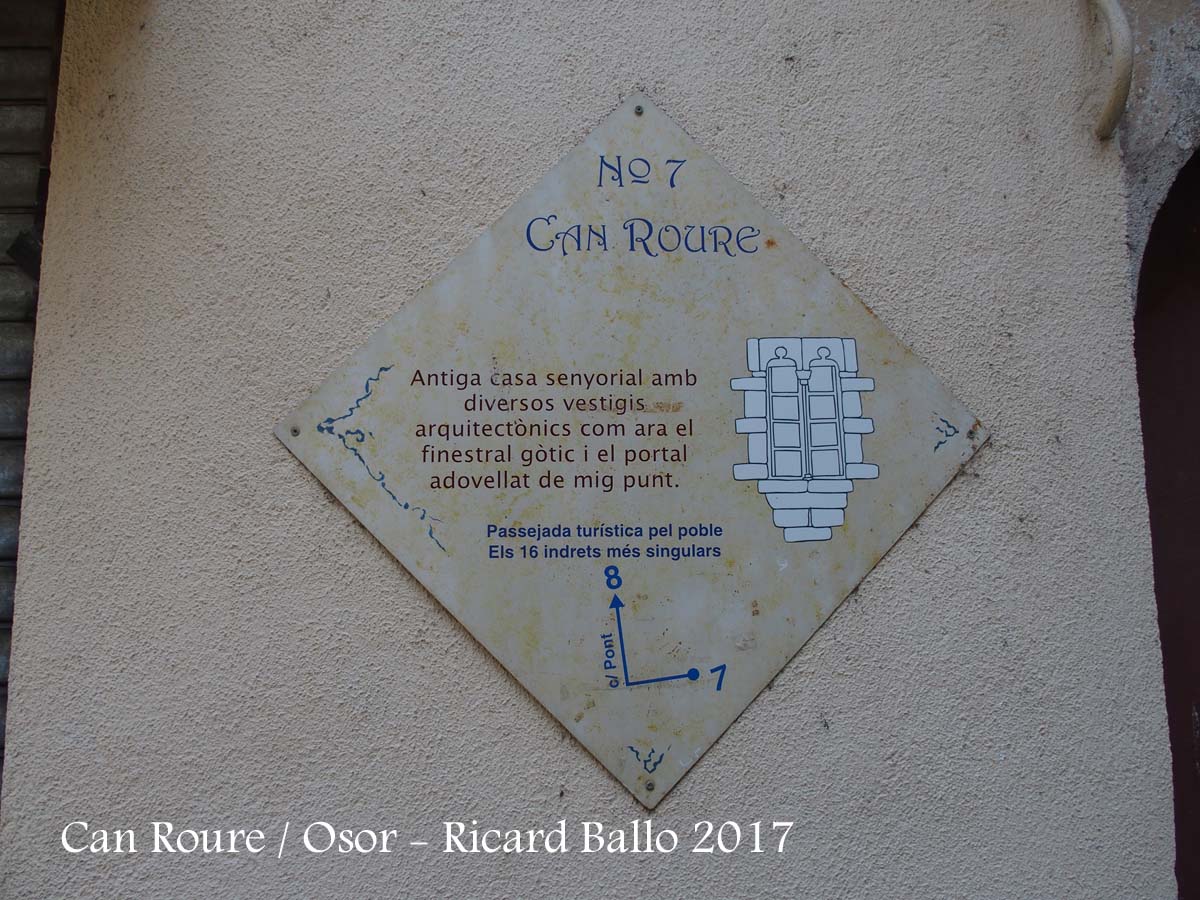 Nº 7
Can Roure
Antiga casa senyorial amb
diversos vestigis
arquitectònics com ara el
finestral gòtic i el portal
adovellat de mig punt.
Passejada turística pel poble
Els 16 indrets més singulars
8
c/ Pont
7
Can Roure / Osor - Ricard Ballo 2017